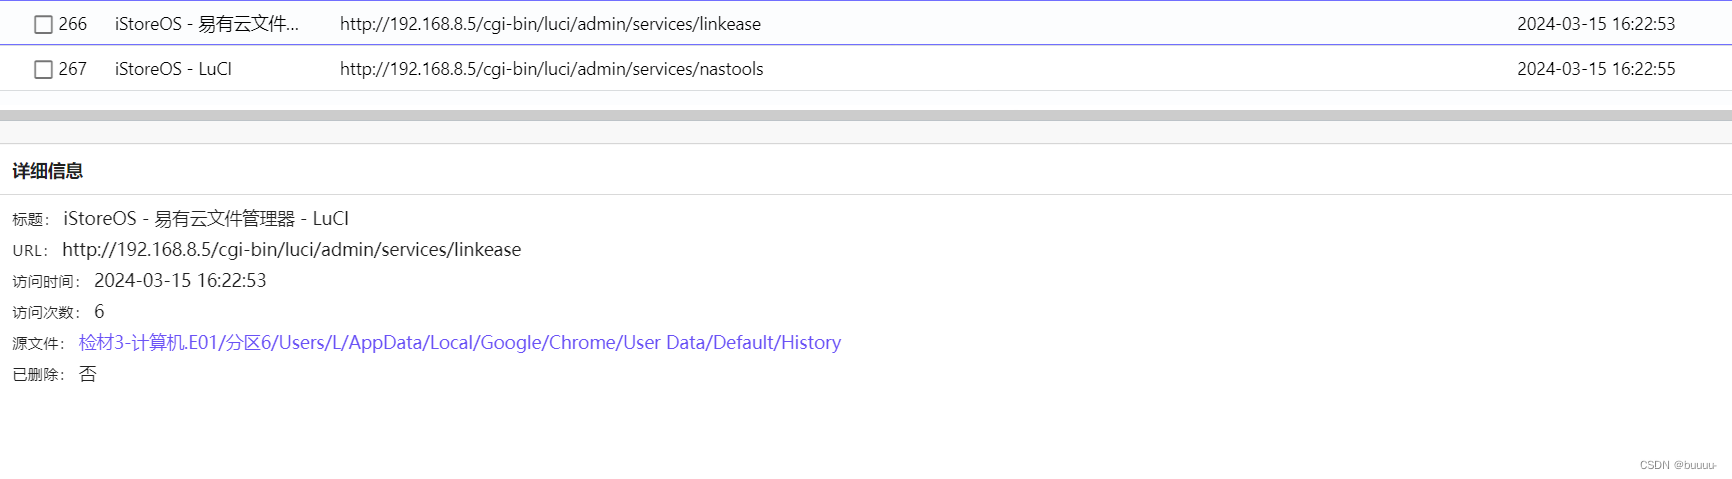 266 iStoreOS - 易有云文件... http://192.168.8.5/cgi-bin/luci/admin/services/linkease 2024-03-15 16:22:53
267 iStoreOS - LuCI http://192.168.8.5/cgi-bin/luci/admin/services/nastools 2024-03-15 16:22:55
详细信息
标题： iStoreOS - 易有云文件管理器 - LuCI
URL： http://192.168.8.5/cgi-bin/luci/admin/services/linkease
访问时间： 2024-03-15 16:22:53
访问次数： 6
源文件： 检材3-计算机.E01/分区6/Users/L/AppData/Local/Google/Chrome/User Data/Default/History
已删除： 否
CSDN @buuuu-